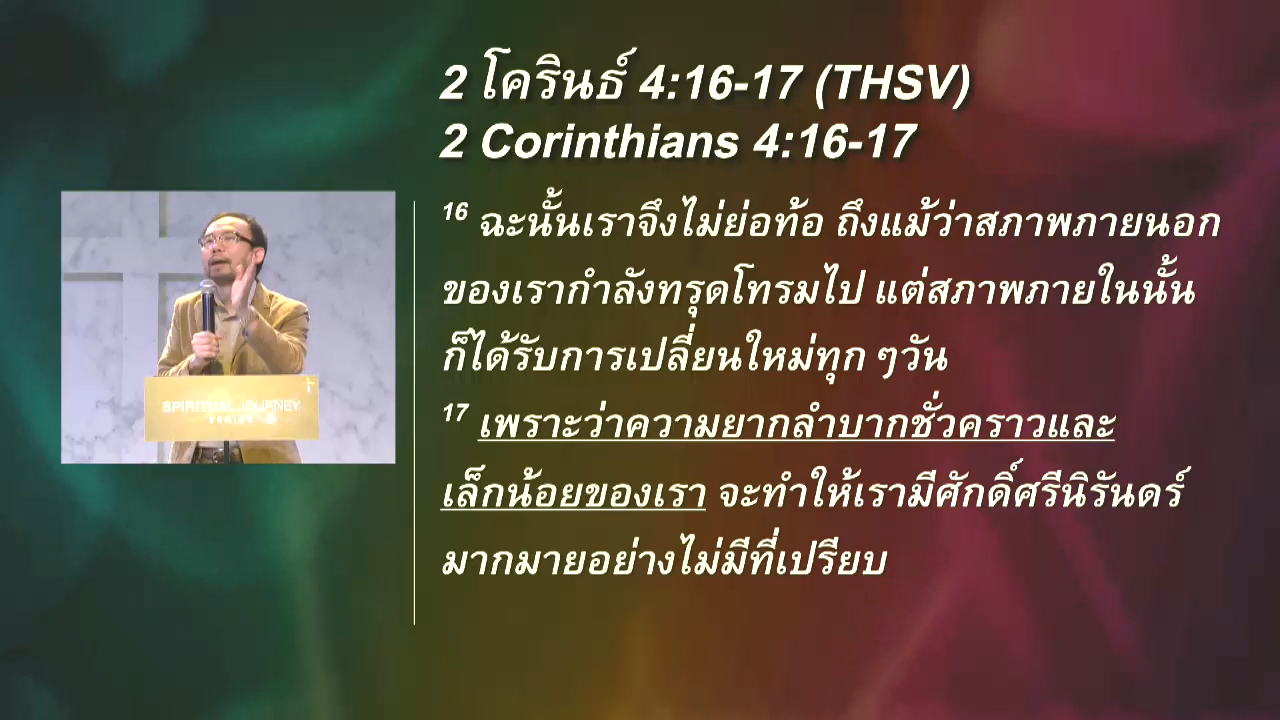 2 โครินธ์ 4:16-17 (THSV)
2 Corinthians 4:16-17
16 ฉะนั้นเราจึงไม่ย่อท้อ ถึงแม้ว่าสภาพภายนอก
ของเรากำลังทรุดโทรมไป แต่สภาพภายในนั้น
ก็ได้รับการเปลี่ยนใหม่ทุก ๆวัน
17 เพราะว่าความยากลำบากชั่วคราวและ
เล็กน้อยของเรา จะทำให้เรามีศักดิ์ศรีนิรันดร์
มากมายอย่างไม่มีที่เปรียบ
SPIRITUAL JOURNEY
SERIES